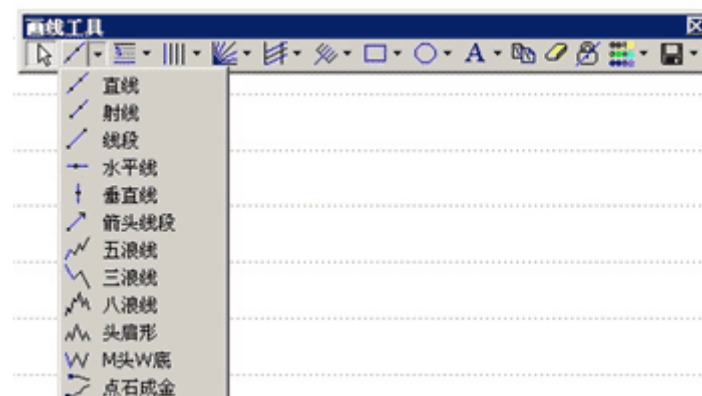 画线工具
A
直线
射线
线段
水平线
垂直线
箭头线段
五浪线
三浪线
八浪线
头肩形
M头W底
点石成金